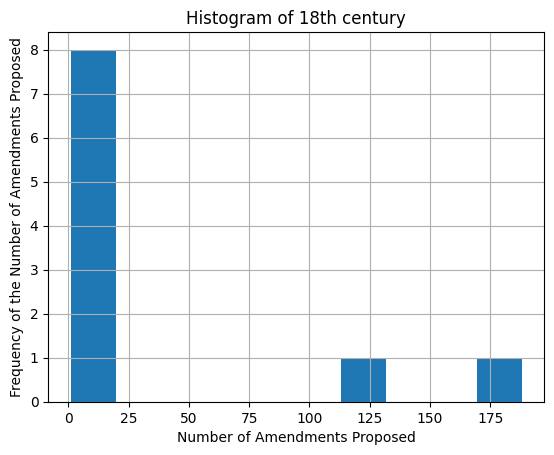 Histogram of 18th century
Frequency of the Number of Amendments Proposed
8
7
6
5
4
3
2
1
0
0 25 50 75 100 125 150 175
Number of Amendments Proposed